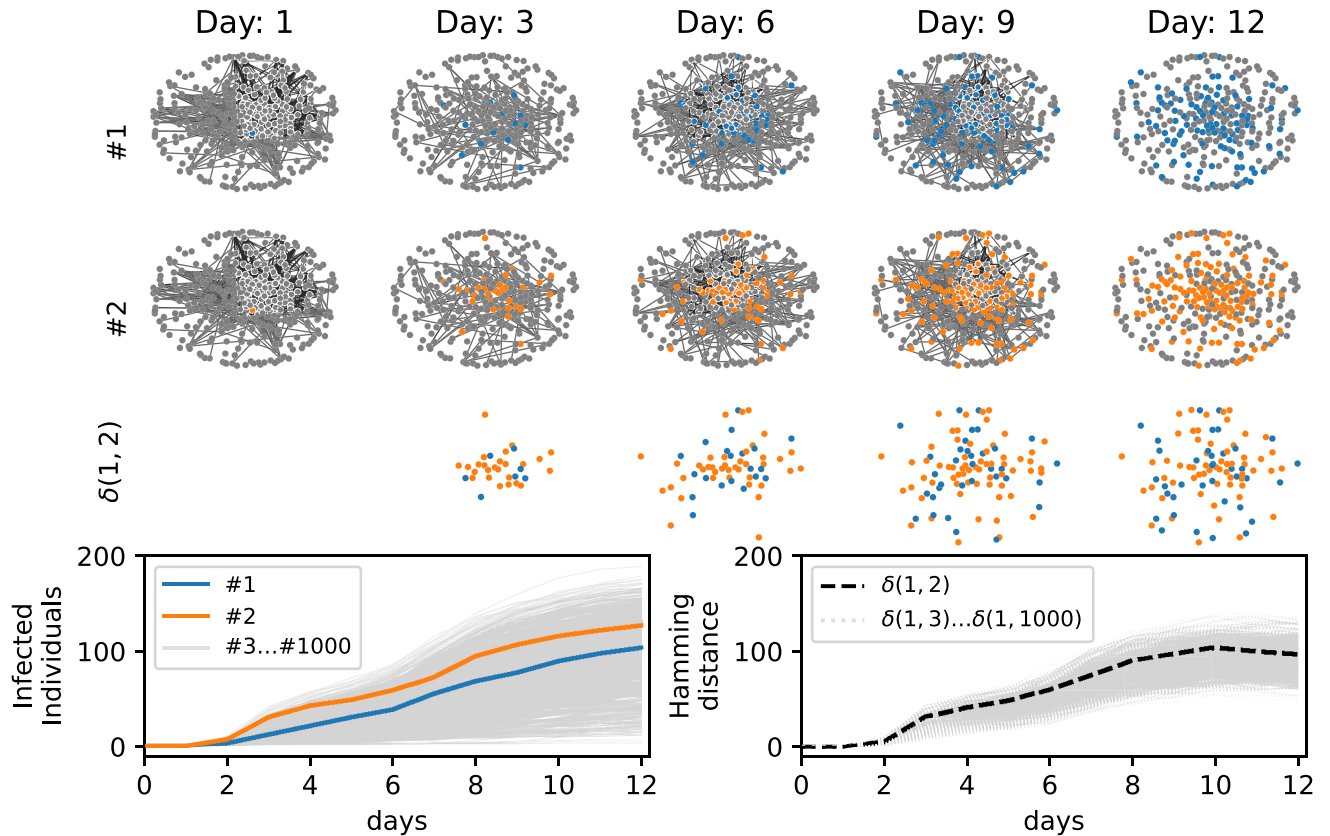 Day: 1 Day: 3 Day: 6 Day: 9 Day: 12
#1
#2
δ(1, 2)
200
100
0
Infected
Individuals
#1
#2
#3...#1000
0 2 4 6 8 10 12
days
200
100
0
Hamming
distance
δ(1, 2)
δ(1, 3)...δ(1, 1000)
0 2 4 6 8 10 12
days